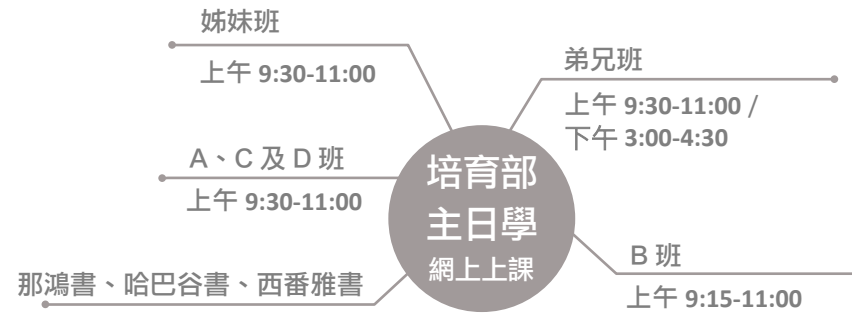 姊妹班
上午 9:30-11:00
弟兄班
上午 9:30-11:00 /
下午 3:00-4:30
A、C 及 D 班
上午 9:30-11:00
培育部
主日學
網上上課
B 班
上午 9:15-11:00
那鴻書、哈巴谷書、西番雅書